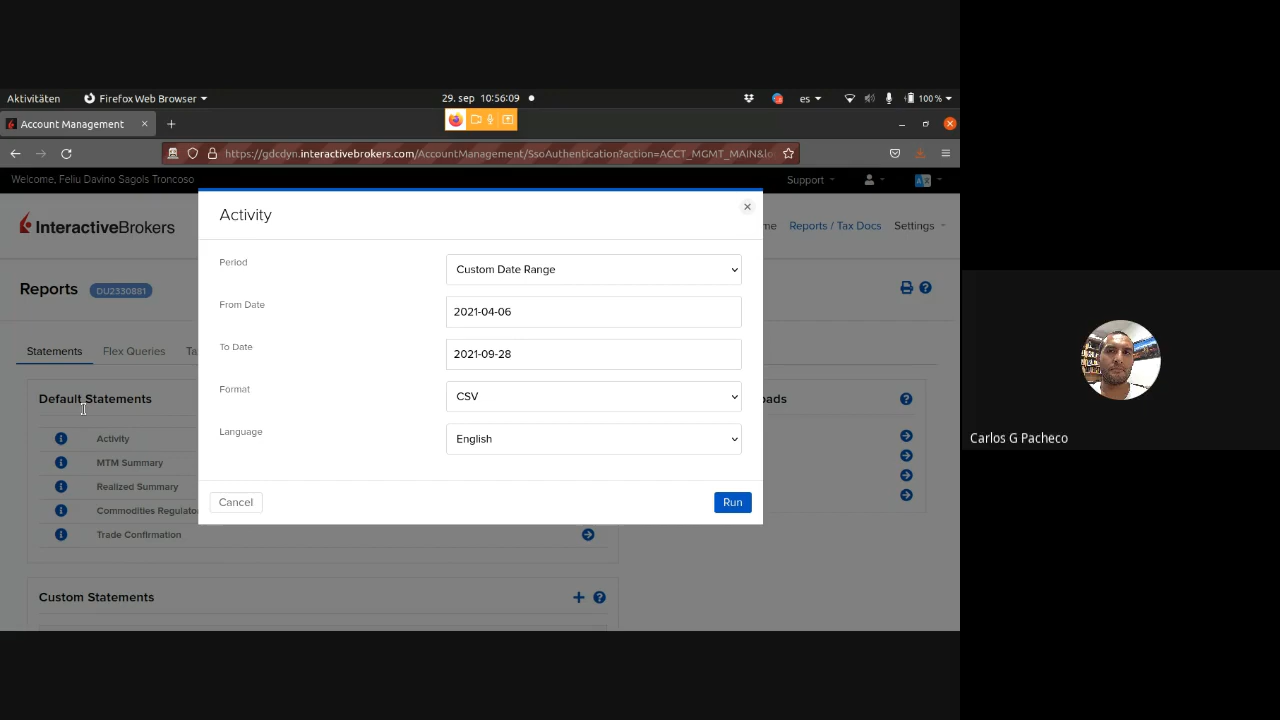 Aktivitäten
Firefox Web Browser
29. sep 10:56:09
es
100 %
Account Management
https://gdcdyn.interactivebrokers.com/AccountManagement/SsoAuthentication?action=ACCT_MGMT_MAIN&lo
Welcome, Feliu Davino Sagols Troncoso
Support
InteractiveBrokers
me
Reports / Tax Docs
Settings
Activity
Period
Custom Date Range
From Date
2021-04-06
To Date
2021-09-28
Format
CSV
Language
English
Cancel
Run
Reports
DU2330881
Statements
Flex Queries
Ta
Default Statements
ads
Activity
MTM Summary
Realized Summary
Commodities Regulato
Trade Confirmation
Custom Statements
Carlos G Pacheco